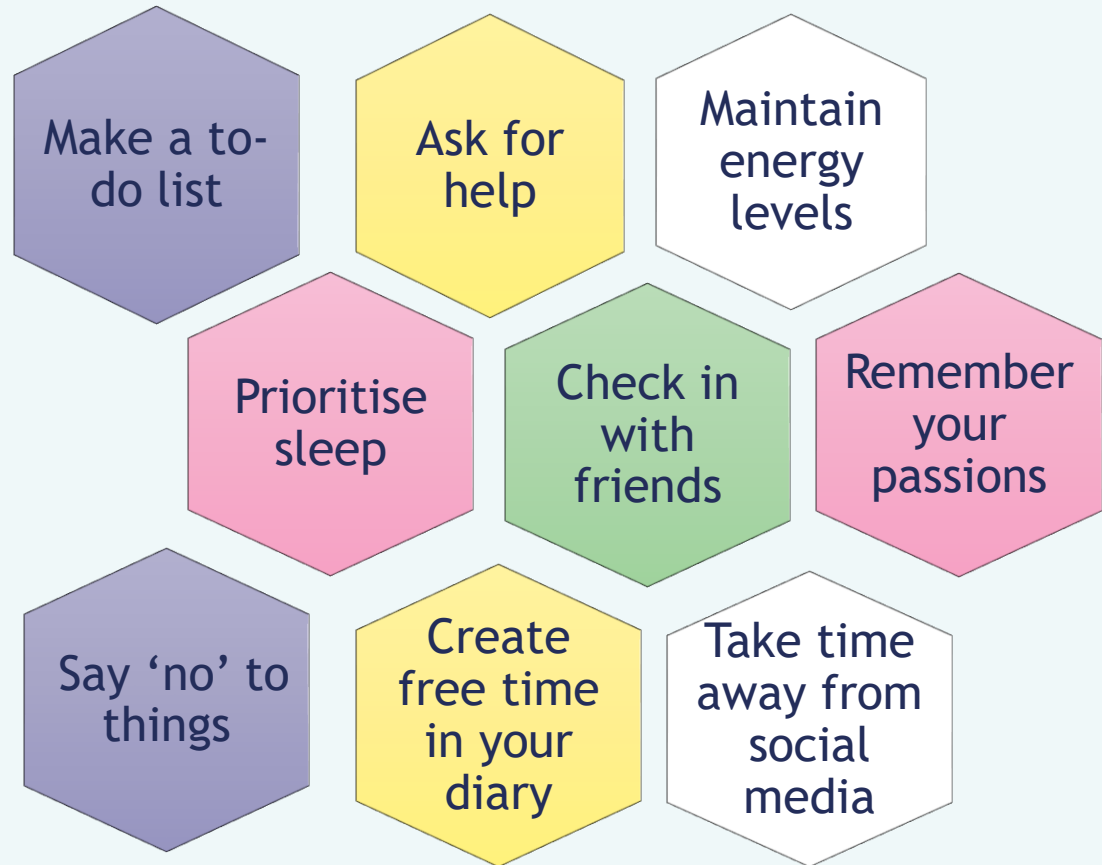 Make a to-
do list
Ask for
help
Maintain
energy
levels
Prioritise
sleep
Check in
with
friends
Remember
your
passions
Say ‘no’ to
things
Create
free time
in your
diary
Take time
away from
social
media